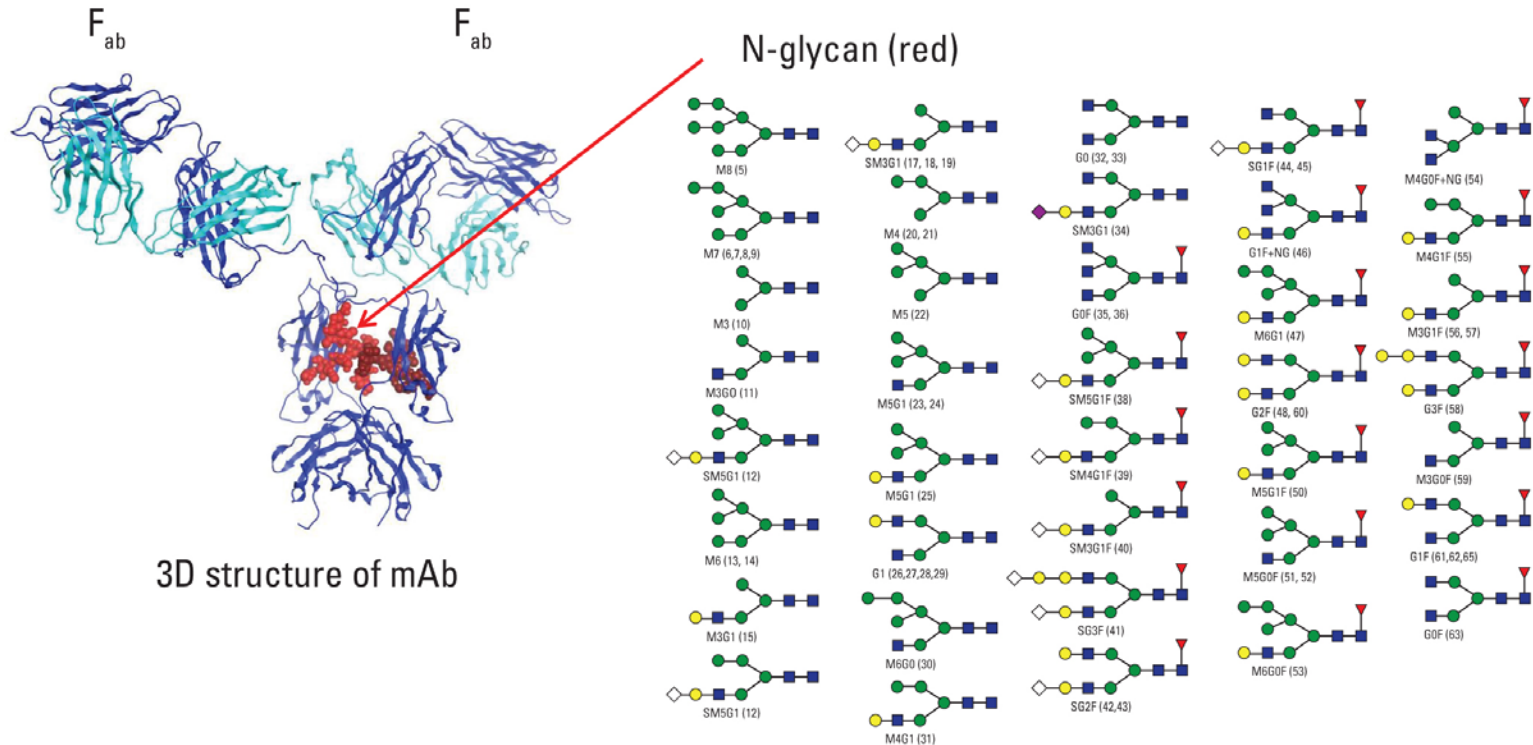 Fab
Fab
N-glycan (red)
3D structure of mAb
M8 (5)
M7 (6,7,8,9)
M3 (10)
M3G0 (11)
SM5G1 (12)
M6 (13, 14)
M3G1 (15)
SM5G1 (12)
SM3G1 (17, 18, 19)
M4 (20, 21)
M5 (22)
M5G1 (23, 24)
M5G1 (25)
G1 (26,27,28,29)
M6G0 (30)
M4G1 (31)
G0 (32, 33)
SM3G1 (34)
G0F (35, 36)
SM5G1F (38)
SM4G1F (39)
SM3G1F (40)
SG3F (41)
SG2F (42,43)
SG1F (44, 45)
G1F+NG (46)
M6G1 (47)
G2F (48, 60)
M5G1F (50)
M5G0F (51, 52)
M6G0F (53)
M4G0F+NG (54)
M4G1F (55)
M3G1F (56, 57)
G3F (58)
M3G0F (59)
G1F (61,62,65)
G0F (63)